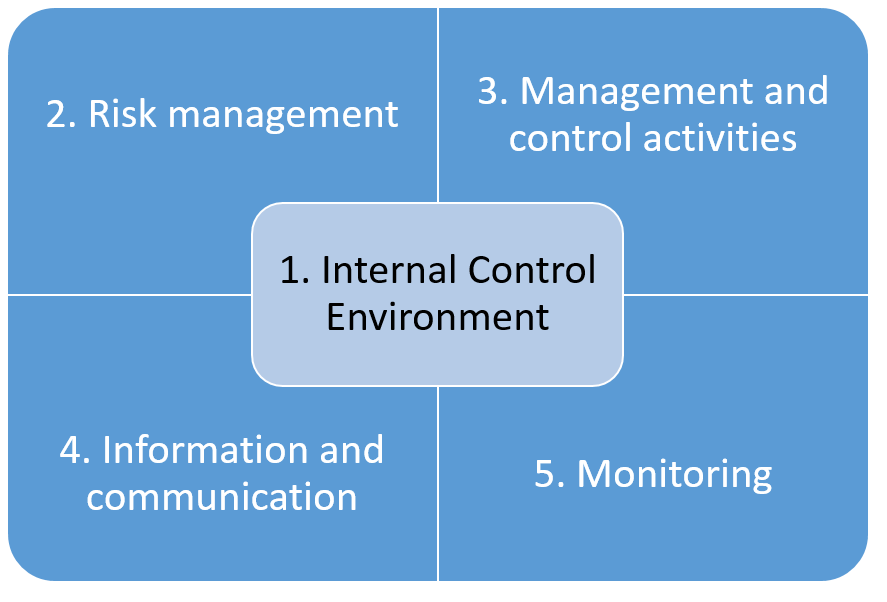 2. Risk management
3. Management and
control activities
1. Internal Control
Environment
4. Information and
communication
5. Monitoring